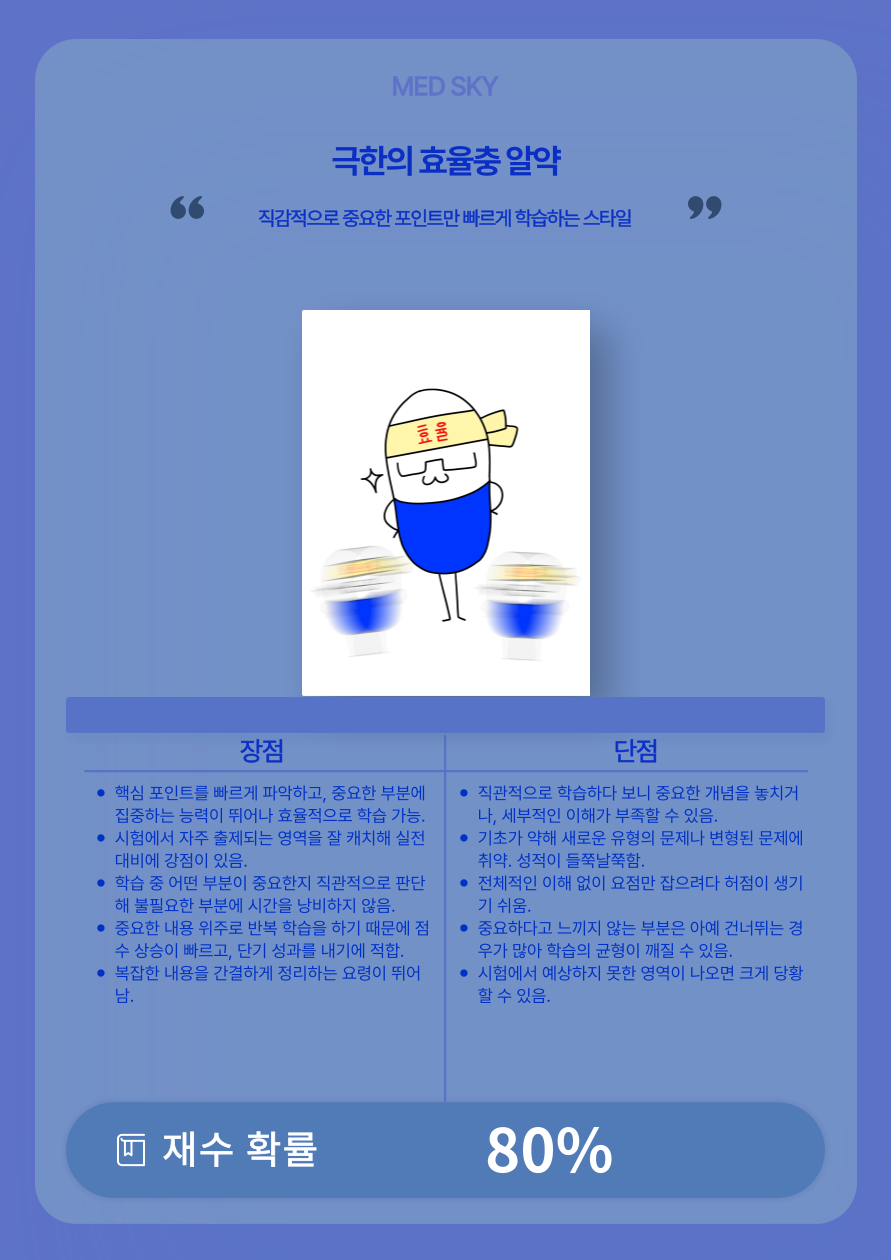 MED SKY
극한의 효율충 알약
“ 직감적으로 중요한 포인트만 빠르게 학습하는 스타일 ”
효율
장점
핵심 포인트를 빠르게 파악하고, 중요한 부분에
집중하는 능력이 뛰어나 효율적으로 학습 가능.
시험에서 자주 출제되는 영역을 잘 캐치해 실전
대비에 강점이 있음.
학습 중 어떤 부분이 중요한지 직관적으로 판단
해 불필요한 부분에 시간을 낭비하지 않음.
중요한 내용 위주로 반복 학습을 하기 때문에 점
수 상승이 빠르고, 단기 성과를 내기에 적합.
복잡한 내용을 간결하게 정리하는 요령이 뛰어
남.
단점
직관적으로 학습하다 보니 중요한 개념을 놓치거
나, 세부적인 이해가 부족할 수 있음.
기초가 약해 새로운 유형의 문제나 변형된 문제에
취약. 성적이 들쭉날쭉함.
전체적인 이해 없이 요점만 잡으려다 허점이 생기
기 쉬움.
중요하다고 느끼지 않는 부분은 아예 건너뛰는 경
우가 많아 학습의 균형이 깨질 수 있음.
시험에서 예상하지 못한 영역이 나오면 크게 당황
할 수 있음.
재수 확률 80%